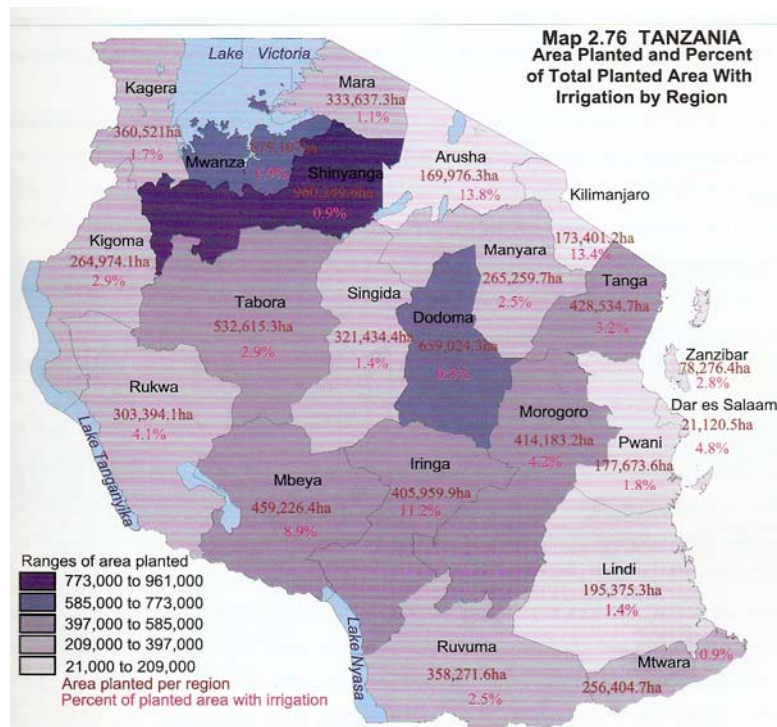 Map 2.76 TANZANIA
Area Planted and Percent
of Total Planted Area With
Irrigation by Region
Lake Victoria
Kagera
360,521ha
1.7%
Mara
333,637.3ha
1.1%
Mwanza
1.9%
Shinyanga
0.9%
Arusha
169,976.3ha
13.8%
Kilimanjaro
173,401.2ha
13.4%
Kigoma
264,974.1ha
2.9%
Manyara
265,259.7ha
2.5%
Tanga
428,534.7ha
3.2%
Tabora
532,615.3ha
2.9%
Singida
321,434.4ha
1.4%
Dodoma
659,024.3ha
Zanzibar
78,276.4ha
2.8%
Dar es Salaam
21,120.5ha
4.8%
Rukwa
303,394.1ha
4.1%
Morogoro
414,183.2ha
4.2%
Pwani
177,673.6ha
1.8%
Lake Tanganyika
Mbeya
459,226.4ha
8.9%
Iringa
405,959.9ha
11.2%
Lindi
195,375.3ha
1.4%
Lake Nyasa
Ruvuma
358,271.6ha
2.5%
Mtwara
0.9%
256,404.7ha
Ranges of area planted
773,000 to 961,000
585,000 to 773,000
397,000 to 585,000
209,000 to 397,000
21,000 to 209,000
Area planted per region
Percent of planted area with irrigation